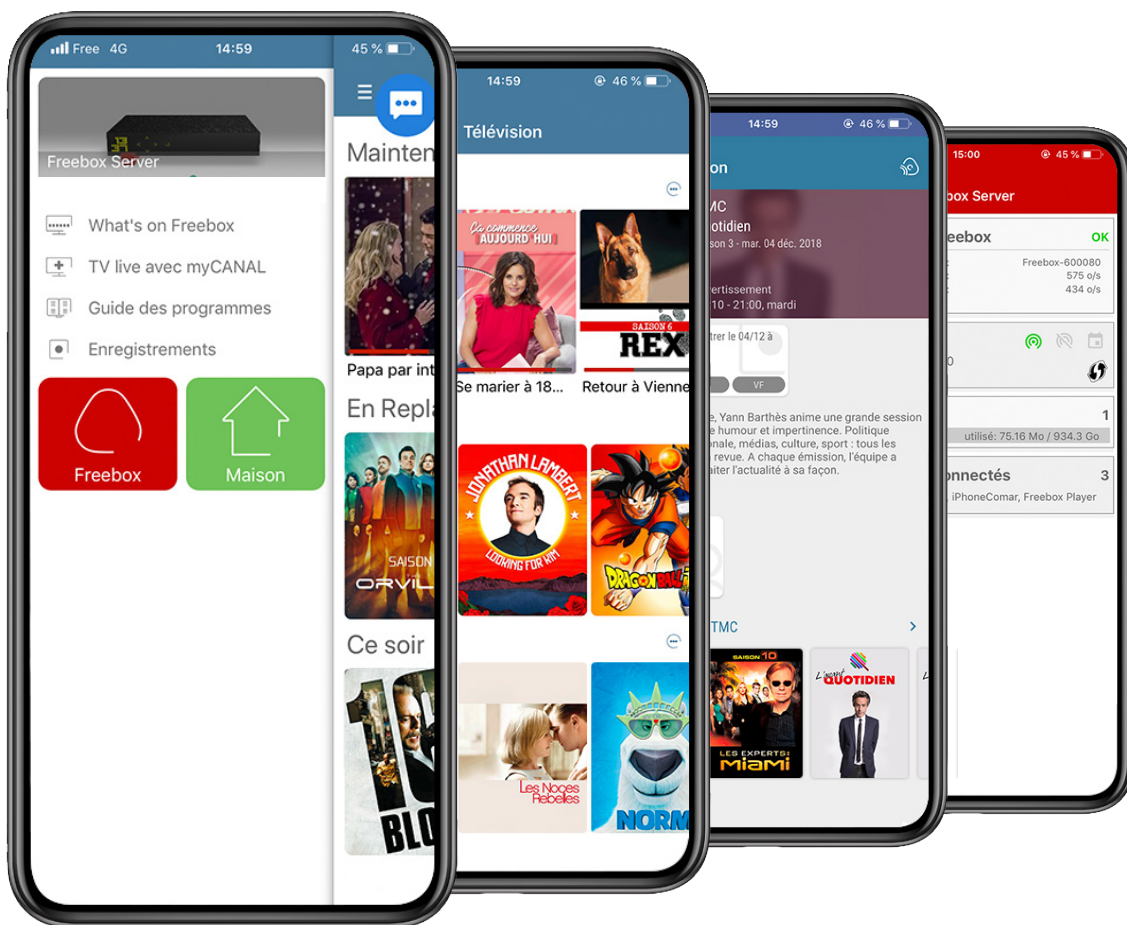 Free 4G 14:59 45 %
Freebox Server
What's on Freebox
TV live avec myCANAL
Guide des programmes
Enregistrements
Freebox
Maison
Mainten
Papa par int
En Repla
SAISON
ORVIL
Ce soir
BLO
14:59 46 %
Télévision
Ça commence
AUJOURD HUI
SAISON 6
REX
Se marier à 18...
Retour à Vienne
JONATHAN LAMBERT
LOOKING FOR KIM
DRAGON BALL
Les Noces
Rebelles
NORM
14:59 46 %
on
MC
otidien
son 3 - mar. 04 déc. 2018
ertissement
:10 - 21:00, mardi
trer le 04/12 à
VF
e, Yann Barthès anime une grande session
e humour et impertinence. Politique
onale, médias, culture, sport : tous les
revue. A chaque émission, l'équipe a
aiter l'actualité à sa façon.
TMC
SAISON 10
LES EXPERTS:
MiAMi
QUOTIDIEN
15:00 45 %
box Server
eebox OK
Freebox-600080
575 o/s
434 o/s
0
1
utilisé: 75.16 Mo / 934.3 Go
onnectés 3
iPhoneComar, Freebox Player